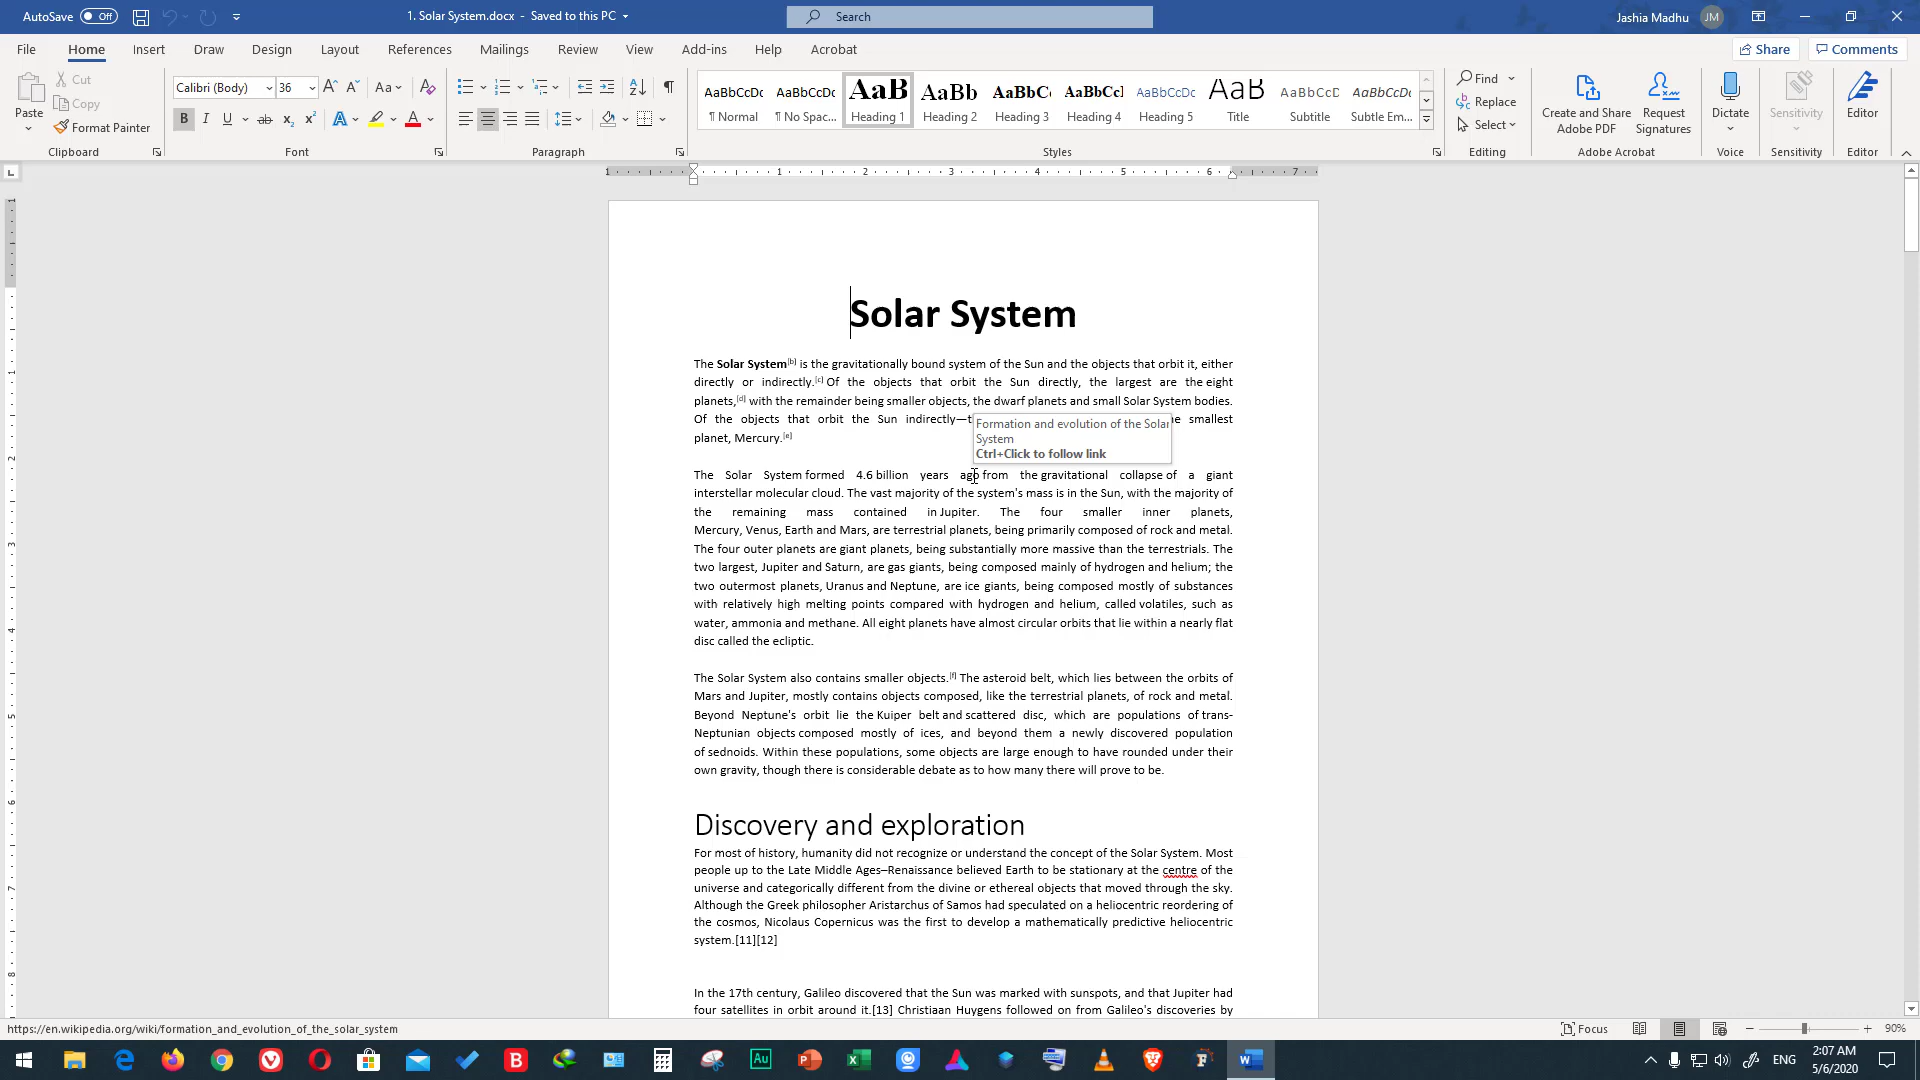 AutoSave Off
1. Solar System.docx - Saved to this PC
Search
Jashia Madhu JM
File Home Insert Draw Design Layout References Mailings Review View Add-ins Help Acrobat Share Comments
Paste
Cut
Copy
Format Painter
Clipboard
Calibri (Body) 36
Font
Paragraph
AaBbCcDc AaBbCcDc AaB AaBb AaBbC AaBbCcI AaBbCcDc AaB AaBbCcD AaBbCcDc
¶ Normal ¶ No Spac... Heading 1 Heading 2 Heading 3 Heading 4 Heading 5 Title Subtitle Subtle Em...
Styles
Find
Replace
Select
Editing
Create and Share Adobe PDF
Request Signatures
Adobe Acrobat
Dictate
Voice
Sensitivity
Sensitivity
Editor
Editor
1 1 2 3 4 5 6 7
Solar System
The Solar System[b] is the gravitationally bound system of the Sun and the objects that orbit it, either
directly or indirectly.[c] Of the objects that orbit the Sun directly, the largest are the eight
planets,[d] with the remainder being smaller objects, the dwarf planets and small Solar System bodies.
Of the objects that orbit the Sun indirectly—t e smallest
planet, Mercury.[e]
Formation and evolution of the Solar
System
Ctrl+Click to follow link
The Solar System formed 4.6 billion years ago from the gravitational collapse of a giant
interstellar molecular cloud. The vast majority of the system's mass is in the Sun, with the majority of
the remaining mass contained in Jupiter. The four smaller inner planets,
Mercury, Venus, Earth and Mars, are terrestrial planets, being primarily composed of rock and metal.
The four outer planets are giant planets, being substantially more massive than the terrestrials. The
two largest, Jupiter and Saturn, are gas giants, being composed mainly of hydrogen and helium; the
two outermost planets, Uranus and Neptune, are ice giants, being composed mostly of substances
with relatively high melting points compared with hydrogen and helium, called volatiles, such as
water, ammonia and methane. All eight planets have almost circular orbits that lie within a nearly flat
disc called the ecliptic.
The Solar System also contains smaller objects.[f] The asteroid belt, which lies between the orbits of
Mars and Jupiter, mostly contains objects composed, like the terrestrial planets, of rock and metal.
Beyond Neptune's orbit lie the Kuiper belt and scattered disc, which are populations of trans-
Neptunian objects composed mostly of ices, and beyond them a newly discovered population
of sednoids. Within these populations, some objects are large enough to have rounded under their
own gravity, though there is considerable debate as to how many there will prove to be.
Discovery and exploration
For most of history, humanity did not recognize or understand the concept of the Solar System. Most
people up to the Late Middle Ages–Renaissance believed Earth to be stationary at the centre of the
universe and categorically different from the divine or ethereal objects that moved through the sky.
Although the Greek philosopher Aristarchus of Samos had speculated on a heliocentric reordering of
the cosmos, Nicolaus Copernicus was the first to develop a mathematically predictive heliocentric
system.[11][12]
In the 17th century, Galileo discovered that the Sun was marked with sunspots, and that Jupiter had
four satellites in orbit around it.[13] Christiaan Huygens followed on from Galileo's discoveries by
https://en.wikipedia.org/wiki/formation_and_evolution_of_the_solar_system
Focus
90%
ENG
2:07 AM
5/6/2020